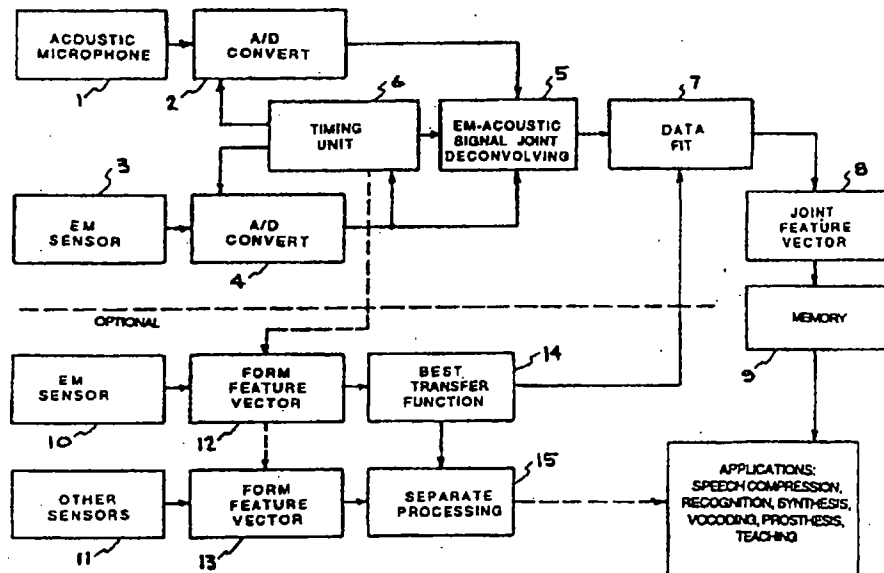 ACOUSTIC
MICROPHONE
1
A/D
CONVERT
2
TIMING
UNIT
6
EM-ACOUSTIC
SIGNAL JOINT
DECONVOLVING
5
DATA
FIT
7
3
EM
SENSOR
A/D
CONVERT
4
8
JOINT
FEATURE
VECTOR
MEMORY
9
OPTIONAL
EM
SENSOR
10
FORM
FEATURE
VECTOR
12
BEST
TRANSFER
FUNCTION
14
OTHER
SENSORS
11
FORM
FEATURE
VECTOR
13
SEPARATE
PROCESSING
15
APPLICATIONS:
SPEECH COMPRESSION,
RECOGNITION, SYNTHESIS,
VOCODING, PROSTHESIS,
TEACHING